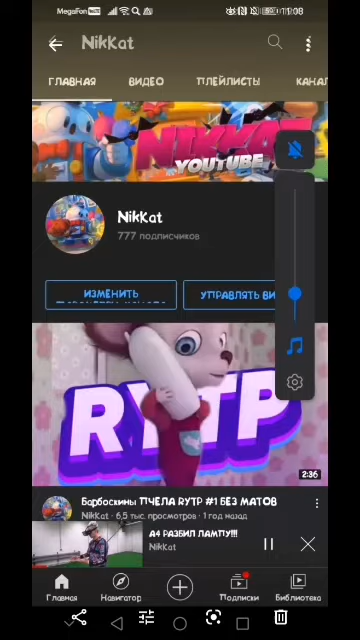 MegaFon
11:08
NikKat
ГЛАВНАЯ ВИДЕО ПЛЕЙЛИСТЫ КАНАЛ
NIKKAT
YOUTUBE
NikKat
777 подписчиков
ИЗМЕНИТЬ
УПРАВЛЯТЬ ВИ
RYTP
2:36
Барбоскины ПЧЕЛА RYTP #1 БЕЗ МАТОВ
NikKat · 6,5 тыс. просмотров · 1 год назад
А4 РАЗБИЛ ЛАМПУ!!!
NikKat
Главная Навигатор Подписки Библиотека